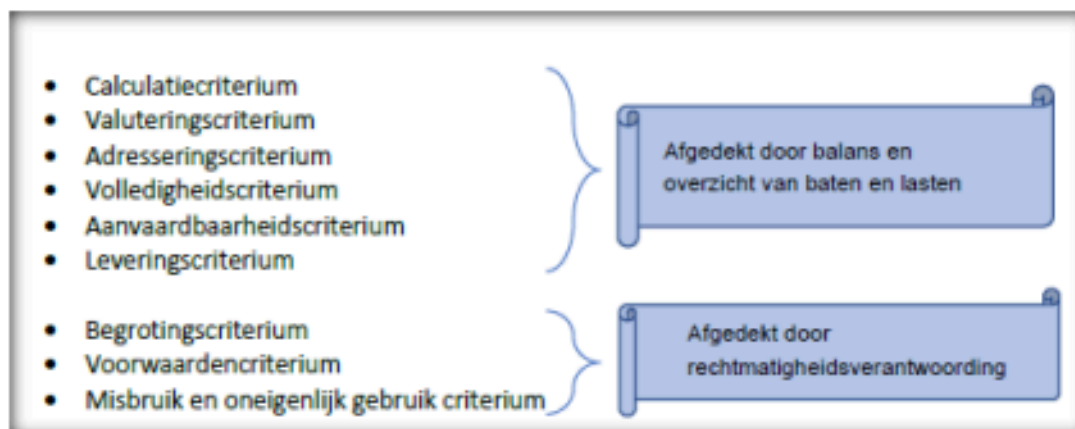 • Calculatiecriterium
• Valuteringscriterium
• Adresseringscriterium
• Volledigheidscriterium
• Aanvaardbaarheidscriterium
• Leveringscriterium
Afgedekt door balans en
overzicht van baten en lasten
• Begrotingscriterium
• Voorwaardencriterium
• Misbruik en oneigenlijk gebruik criterium
Afgedekt door
rechtmatigheidsverantwoording